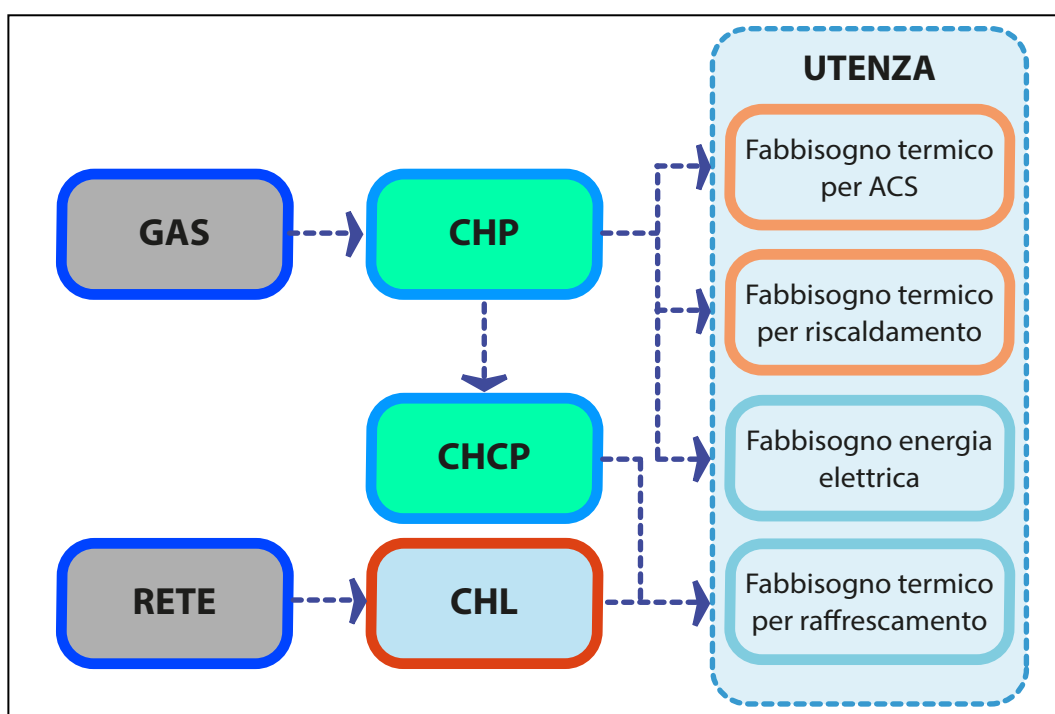 UTENZA
Fabbisogno termico
per ACS
GAS
CHP
Fabbisogno termico
per riscaldamento
CHCP
Fabbisogno energia
elettrica
RETE
CHL
Fabbisogno termico
per raffrescamento